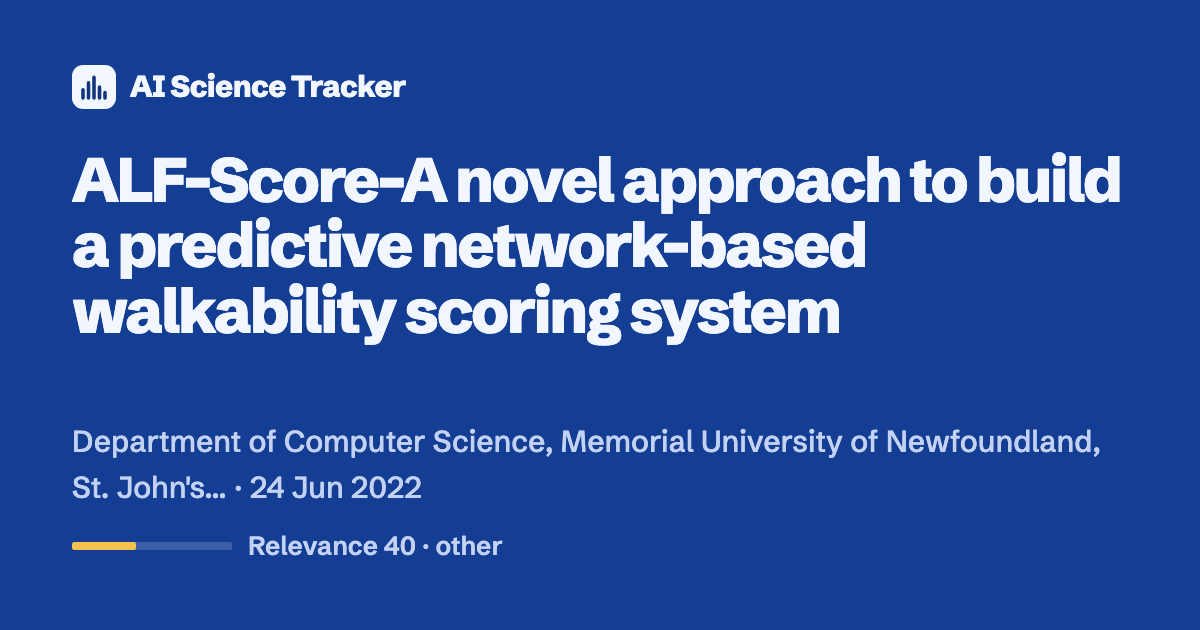 AI Science Tracker
ALF-Score-A novel approach to build
a predictive network-based
walkability scoring system
Department of Computer Science, Memorial University of Newfoundland,
St. John's... · 24 Jun 2022
Relevance 40 · other